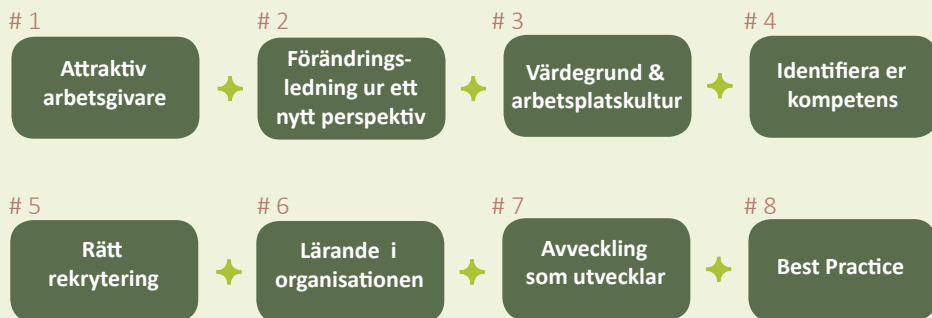 # 1
Attraktiv
arbetsgivare
# 2
Förändrings-
ledning ur ett
nytt perspektiv
# 3
Värdegrund &
arbetsplatskultur
# 4
Identifiera er
kompetens
# 5
Rätt
rekrytering
# 6
Lärande i
organisationen
# 7
Avveckling
som utvecklar
# 8
Best Practice